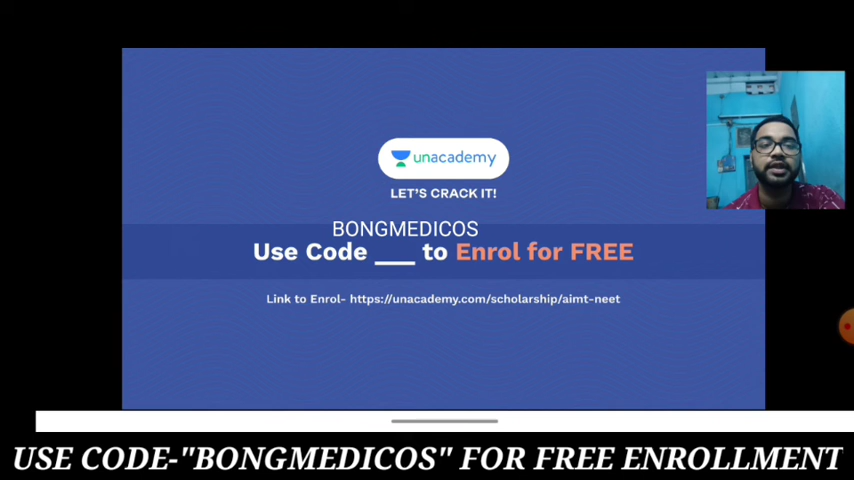 unacademy
LET'S CRACK IT!
BONGMEDICOS
Use Code ___ to Enrol for FREE
Link to Enrol- https://unacademy.com/scholarship/aimt-neet
USE CODE-"BONGMEDICOS" FOR FREE ENROLLMENT